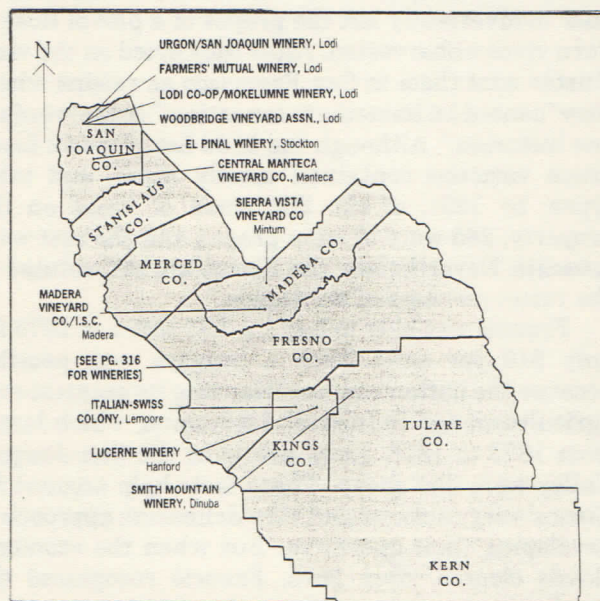 N
URGON/SAN JOAQUIN WINERY, Lodi
FARMERS' MUTUAL WINERY, Lodi
LODI CO-OP/MOKELUMNE WINERY, Lodi
WOODBRIDGE VINEYARD ASSN., Lodi
EL PINAL WINERY, Stockton
CENTRAL MANTECA
VINEYARD CO., Manteca
SIERRA VISTA
VINEYARD CO
Minturn
SAN
JOAQUIN
CO.
STANISLAUS
CO.
MERCED
CO.
MADERA CO.
MADERA
VINEYARD
CO./I.S.C.
Madera
[SEE PG. 316
FOR WINERIES]
FRESNO
CO.
ITALIAN-SWISS
COLONY, Lemoore
LUCERNE WINERY
Hanford
SMITH MOUNTAIN
WINERY, Dinuba
KINGS
CO.
TULARE
CO.
KERN
CO.